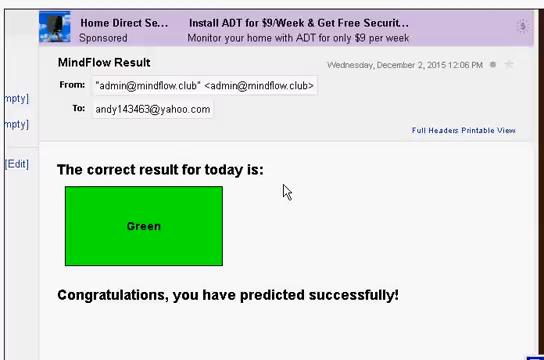 Home Direct Se... Install ADT for $9/Week & Get Free Securit...
Sponsored Monitor your home with ADT for only $9 per week
MindFlow Result
Wednesday, December 2, 2015 12:06 PM
From: "admin@mindflow.club" <admin@mindflow.club>
mpty]
To: andy143463@yahoo.com
mpty]
Full Headers Printable View
[Edit]
The correct result for today is:
Green
Congratulations, you have predicted successfully!